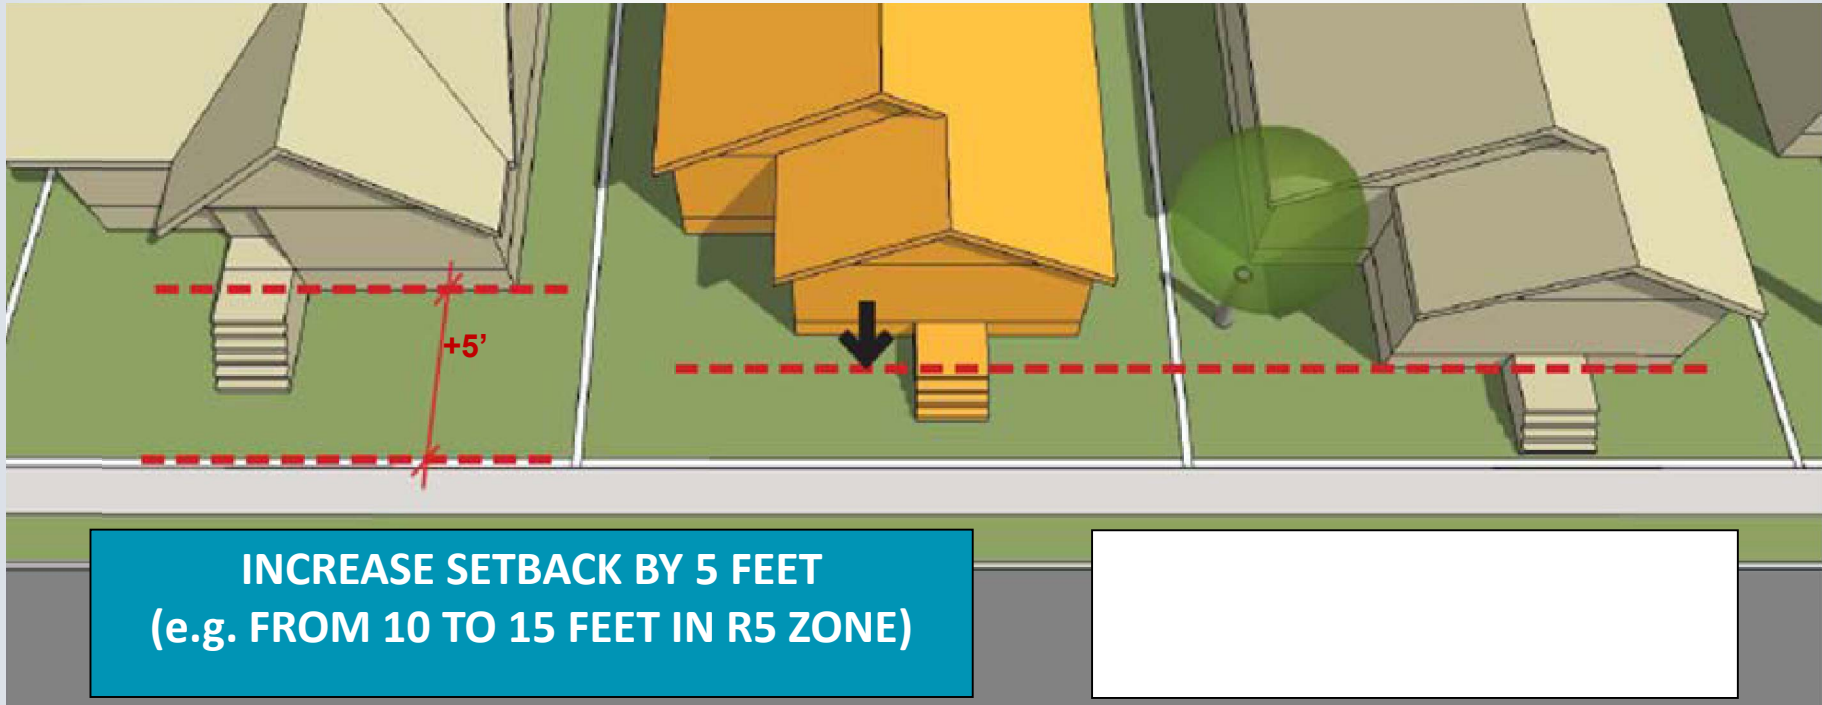 +5’
INCREASE SETBACK BY 5 FEET
(e.g. FROM 10 TO 15 FEET IN R5 ZONE)